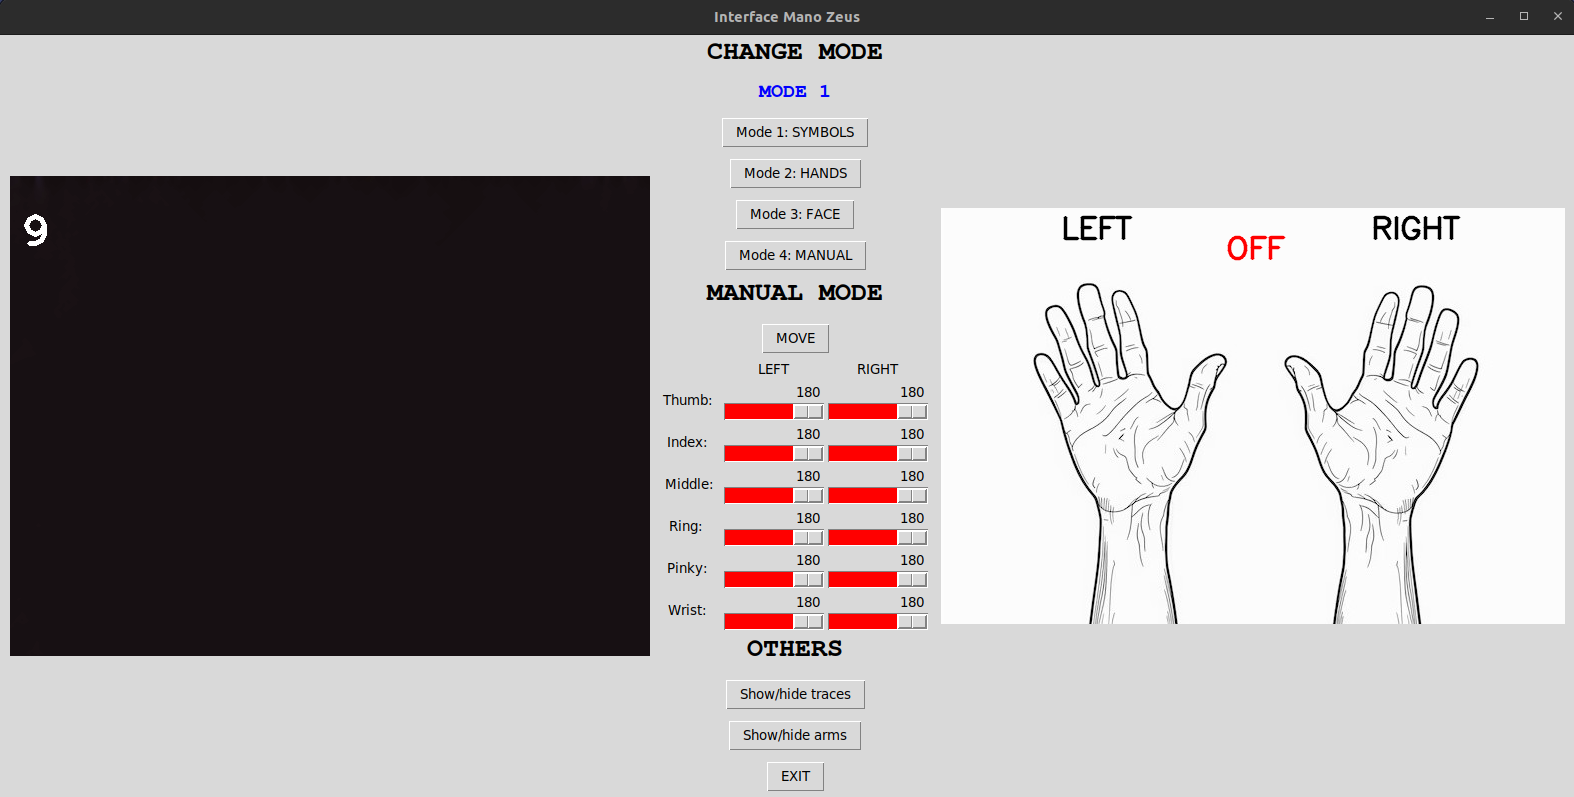 Interface Mano Zeus
CHANGE MODE
MODE 1
Mode 1: SYMBOLS
Mode 2: HANDS
Mode 3: FACE
Mode 4: MANUAL
MANUAL MODE
MOVE
LEFT RIGHT
180 180
Thumb:
180 180
Index:
180 180
Middle:
180 180
Ring:
180 180
Pinky:
180 180
Wrist:
OTHERS
Show/hide traces
Show/hide arms
EXIT
9
LEFT RIGHT
OFF